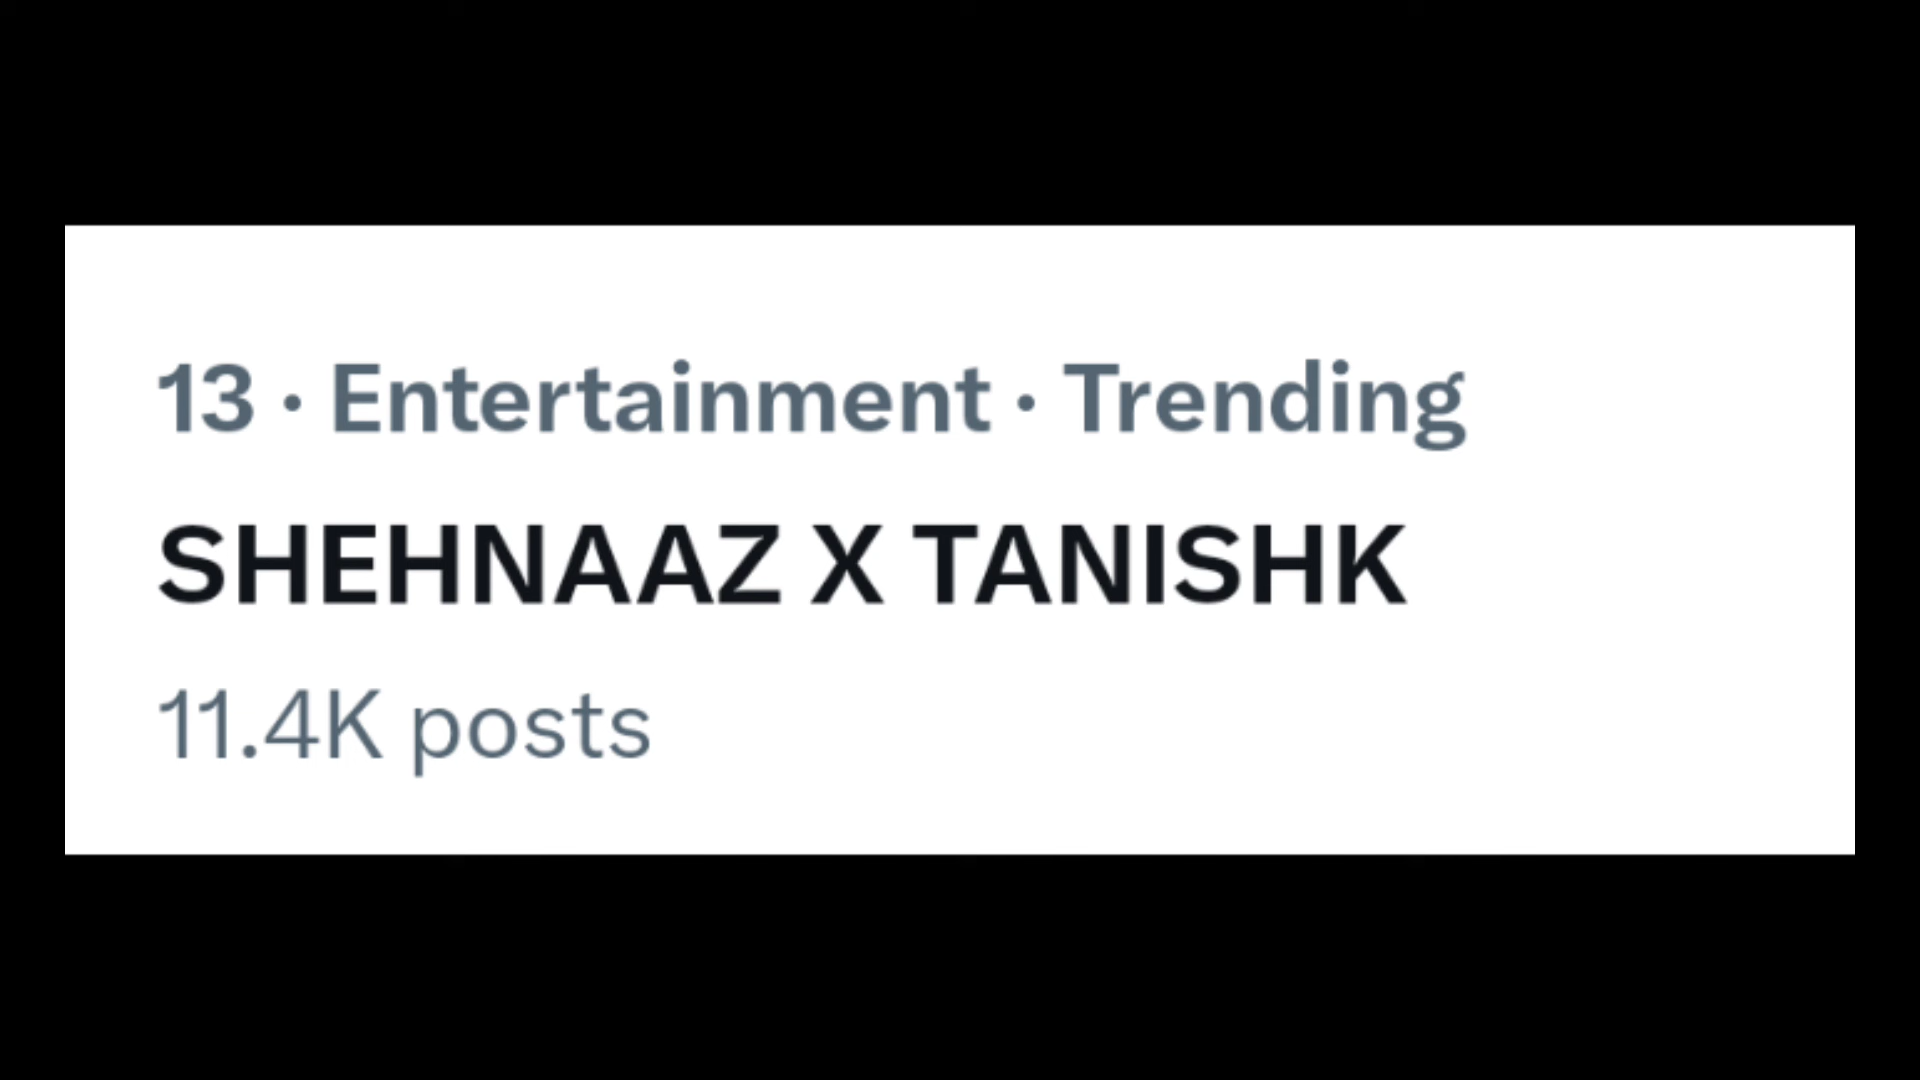 13 · Entertainment · Trending
SHEHNAAZ X TANISHK
11.4K posts